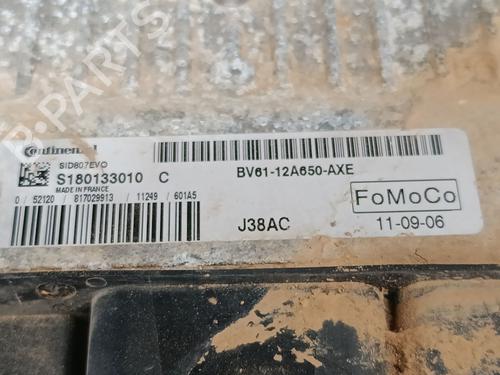 Continental
SID807EVO
S180133010 C
MADE IN FRANCE
0 / 52120 / 817029913 / 11249 / 601A5
BV61-12A650-AXE
FoMoCo
J38AC
11-09-06